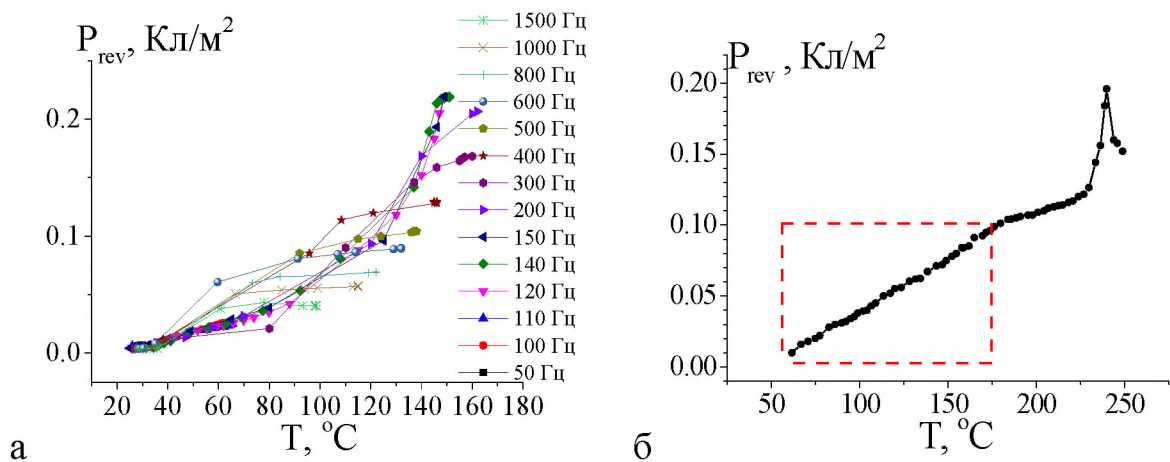 P_rev, Кл/м²
0.2
0.1
0.0
20 40 60 80 100 120 140 160 180
T, °C
а
1500 Гц
1000 Гц
800 Гц
600 Гц
500 Гц
400 Гц
300 Гц
200 Гц
150 Гц
140 Гц
120 Гц
110 Гц
100 Гц
50 Гц
P_rev , Кл/м²
0.20
0.15
0.10
0.05
0.00
50 100 150 200 250
T, °C
б